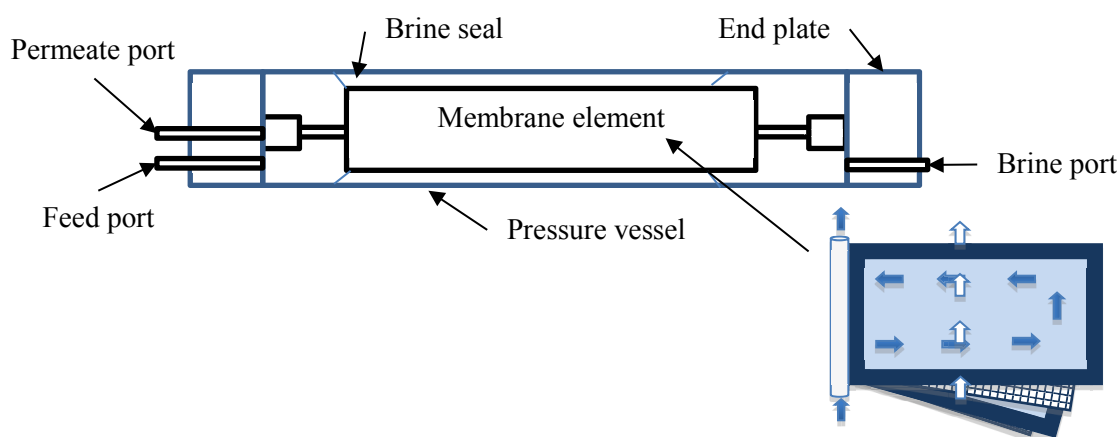 Brine seal
End plate
Permeate port
Membrane element
Brine port
Feed port
Pressure vessel